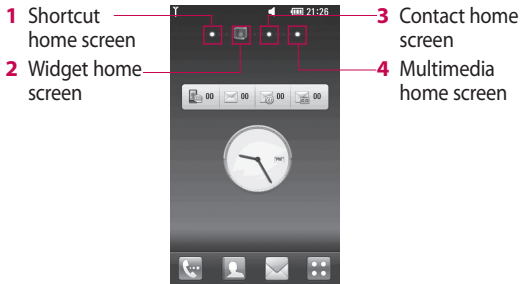 1 Shortcut home screen
2 Widget home screen
3 Contact home screen
4 Multimedia home screen
21:26
00 00 00 00
PM